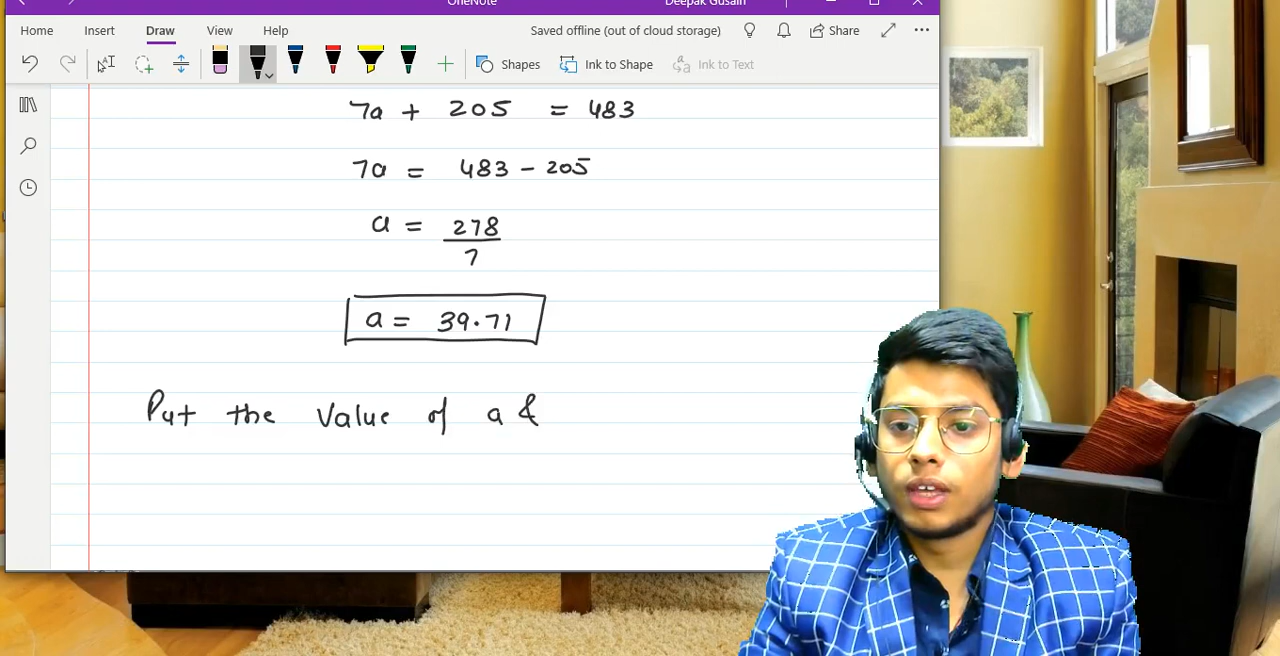 OneNote
Deepak Gusain
Home Insert Draw View Help Saved offline (out of cloud storage) Share
Shapes Ink to Shape Ink to Text
7a + 205 = 483
7a = 483 - 205
a = 278
7
a = 39.71
Put the Value of a &